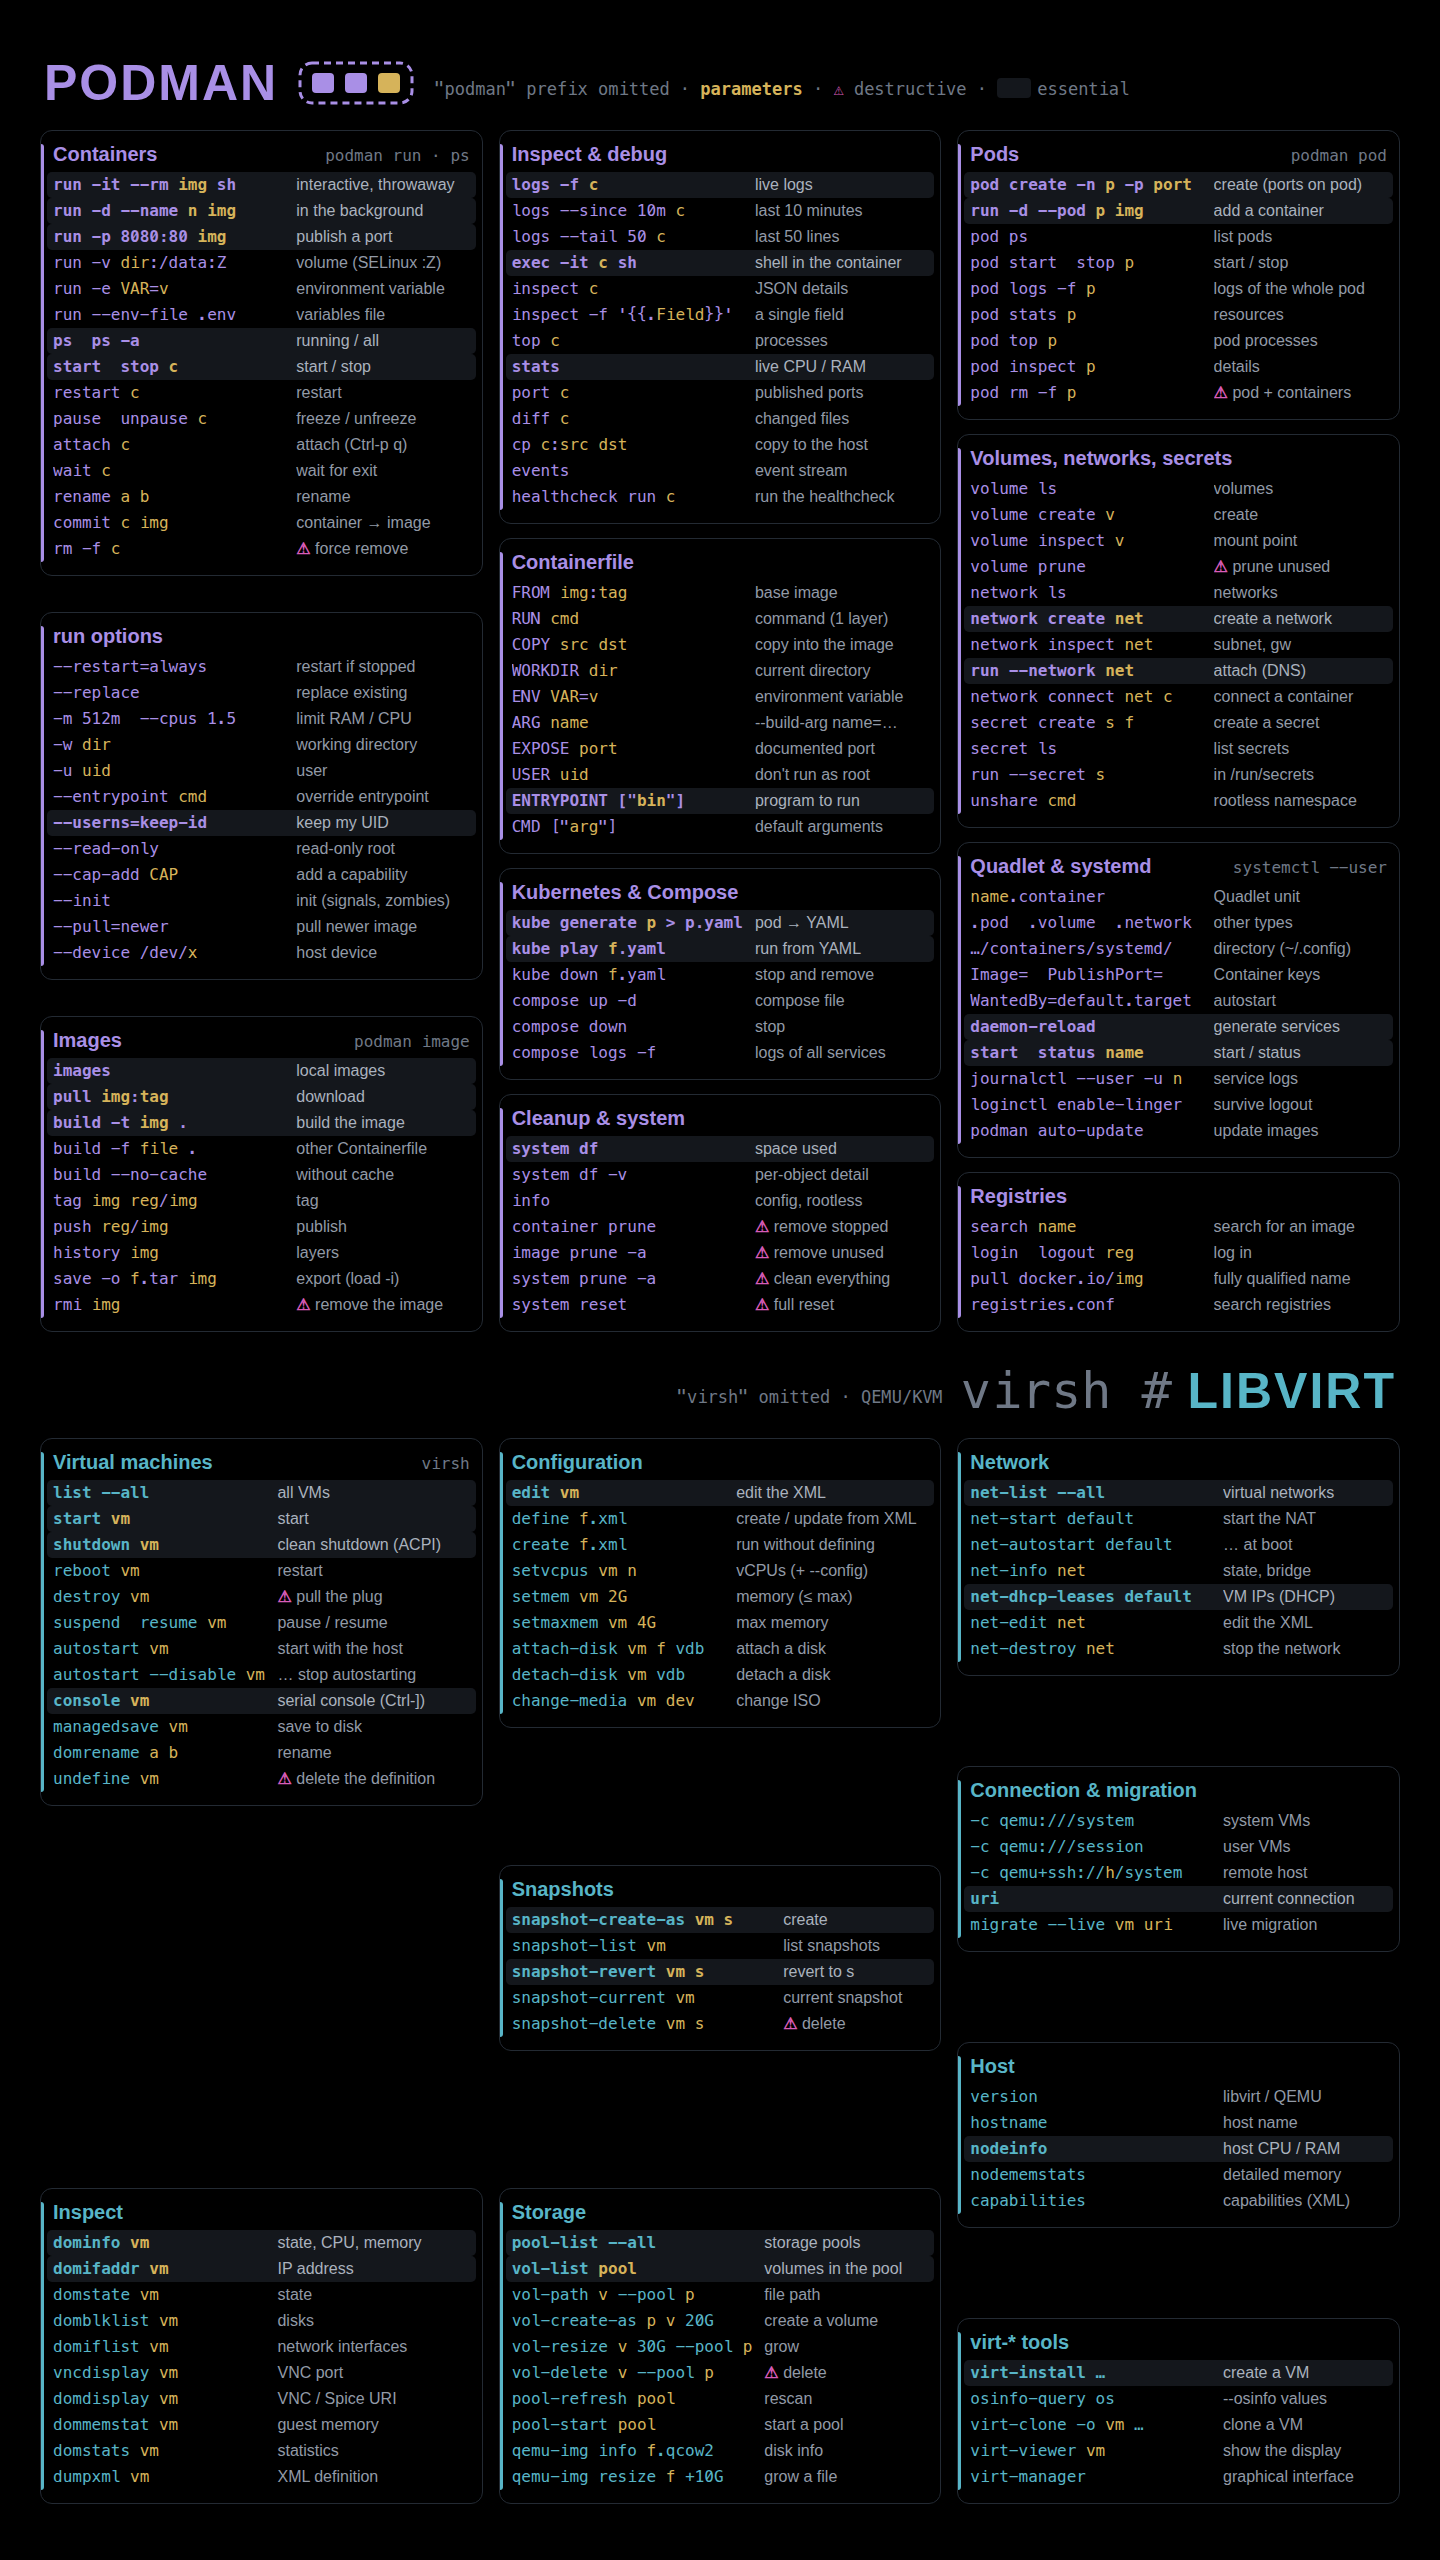 PODMAN "podman" prefix omitted · parameters · ⚠ destructive · essential
Containers podman run · ps
run -it --rm img sh interactive, throwaway
run -d --name n img in the background
run -p 8080:80 img publish a port
run -v dir:/data:Z volume (SELinux :Z)
run -e VAR=v environment variable
run --env-file .env variables file
ps ps -a running / all
start stop c start / stop
restart c restart
pause unpause c freeze / unfreeze
attach c attach (Ctrl-p q)
wait c wait for exit
rename a b rename
commit c img container → image
rm -f c ⚠ force remove
run options
--restart=always restart if stopped
--replace replace existing
-m 512m --cpus 1.5 limit RAM / CPU
-w dir working directory
-u uid user
--entrypoint cmd override entrypoint
--userns=keep-id keep my UID
--read-only read-only root
--cap-add CAP add a capability
--init init (signals, zombies)
--pull=newer pull newer image
--device /dev/x host device
Images podman image
images local images
pull img:tag download
build -t img . build the image
build -f file . other Containerfile
build --no-cache without cache
tag img reg/img tag
push reg/img publish
history img layers
save -o f.tar img export (load -i)
rmi img ⚠ remove the image
Inspect & debug
logs -f c live logs
logs --since 10m c last 10 minutes
logs --tail 50 c last 50 lines
exec -it c sh shell in the container
inspect c JSON details
inspect -f '{{.Field}}' a single field
top c processes
stats live CPU / RAM
port c published ports
diff c changed files
cp c:src dst copy to the host
events event stream
healthcheck run c run the healthcheck
Containerfile
FROM img:tag base image
RUN cmd command (1 layer)
COPY src dst copy into the image
WORKDIR dir current directory
ENV VAR=v environment variable
ARG name --build-arg name=…
EXPOSE port documented port
USER uid don't run as root
ENTRYPOINT ["bin"] program to run
CMD ["arg"] default arguments
Kubernetes & Compose
kube generate p > p.yaml pod → YAML
kube play f.yaml run from YAML
kube down f.yaml stop and remove
compose up -d compose file
compose down stop
compose logs -f logs of all services
Cleanup & system
system df space used
system df -v per-object detail
info config, rootless
container prune ⚠ remove stopped
image prune -a ⚠ remove unused
system prune -a ⚠ clean everything
system reset ⚠ full reset
Pods podman pod
pod create -n p -p port create (ports on pod)
run -d --pod p img add a container
pod ps list pods
pod start stop p start / stop
pod logs -f p logs of the whole pod
pod stats p resources
pod top p pod processes
pod inspect p details
pod rm -f p ⚠ pod + containers
Volumes, networks, secrets
volume ls volumes
volume create v create
volume inspect v mount point
volume prune ⚠ prune unused
network ls networks
network create net create a network
network inspect net subnet, gw
run --network net attach (DNS)
network connect net c connect a container
secret create s f create a secret
secret ls list secrets
run --secret s in /run/secrets
unshare cmd rootless namespace
Quadlet & systemd systemctl --user
name.container Quadlet unit
.pod .volume .network other types
…/containers/systemd/ directory (~/.config)
Image= PublishPort= Container keys
WantedBy=default.target autostart
daemon-reload generate services
start status name start / status
journalctl --user -u n service logs
loginctl enable-linger survive logout
podman auto-update update images
Registries
search name search for an image
login logout reg log in
pull docker.io/img fully qualified name
registries.conf search registries
"virsh" omitted · QEMU/KVM virsh # LIBVIRT
Virtual machines virsh
list --all all VMs
start vm start
shutdown vm clean shutdown (ACPI)
reboot vm restart
destroy vm ⚠ pull the plug
suspend resume vm pause / resume
autostart vm start with the host
autostart --disable vm … stop autostarting
console vm serial console (Ctrl-])
managedsave vm save to disk
domrename a b rename
undefine vm ⚠ delete the definition
Inspect
dominfo vm state, CPU, memory
domifaddr vm IP address
domstate vm state
domblklist vm disks
domiflist vm network interfaces
vncdisplay vm VNC port
domdisplay vm VNC / Spice URI
dommemstat vm guest memory
domstats vm statistics
dumpxml vm XML definition
Configuration
edit vm edit the XML
define f.xml create / update from XML
create f.xml run without defining
setvcpus vm n vCPUs (+ --config)
setmem vm 2G memory (≤ max)
setmaxmem vm 4G max memory
attach-disk vm f vdb attach a disk
detach-disk vm vdb detach a disk
change-media vm dev change ISO
Snapshots
snapshot-create-as vm s create
snapshot-list vm list snapshots
snapshot-revert vm s revert to s
snapshot-current vm current snapshot
snapshot-delete vm s ⚠ delete
Storage
pool-list --all storage pools
vol-list pool volumes in the pool
vol-path v --pool p file path
vol-create-as p v 20G create a volume
vol-resize v 30G --pool p grow
vol-delete v --pool p ⚠ delete
pool-refresh pool rescan
pool-start pool start a pool
qemu-img info f.qcow2 disk info
qemu-img resize f +10G grow a file
Network
net-list --all virtual networks
net-start default start the NAT
net-autostart default … at boot
net-info net state, bridge
net-dhcp-leases default VM IPs (DHCP)
net-edit net edit the XML
net-destroy net stop the network
Connection & migration
-c qemu:///system system VMs
-c qemu:///session user VMs
-c qemu+ssh://h/system remote host
uri current connection
migrate --live vm uri live migration
Host
version libvirt / QEMU
hostname host name
nodeinfo host CPU / RAM
nodememstats detailed memory
capabilities capabilities (XML)
virt-* tools
virt-install … create a VM
osinfo-query os --osinfo values
virt-clone -o vm … clone a VM
virt-viewer vm show the display
virt-manager graphical interface